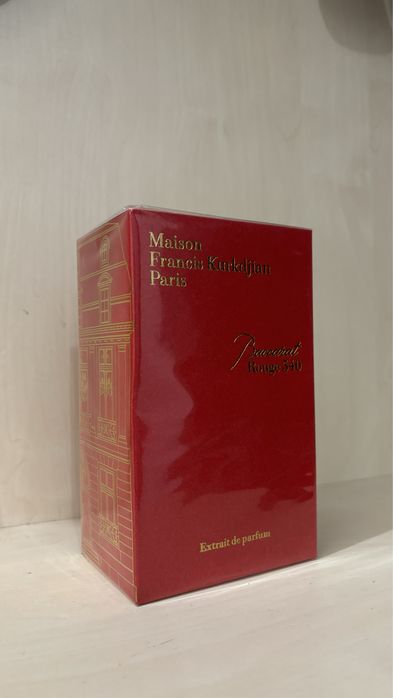 Maison
Francis Kurkdjian
Paris
Baccarat
Rouge 540
Extrait de parfum